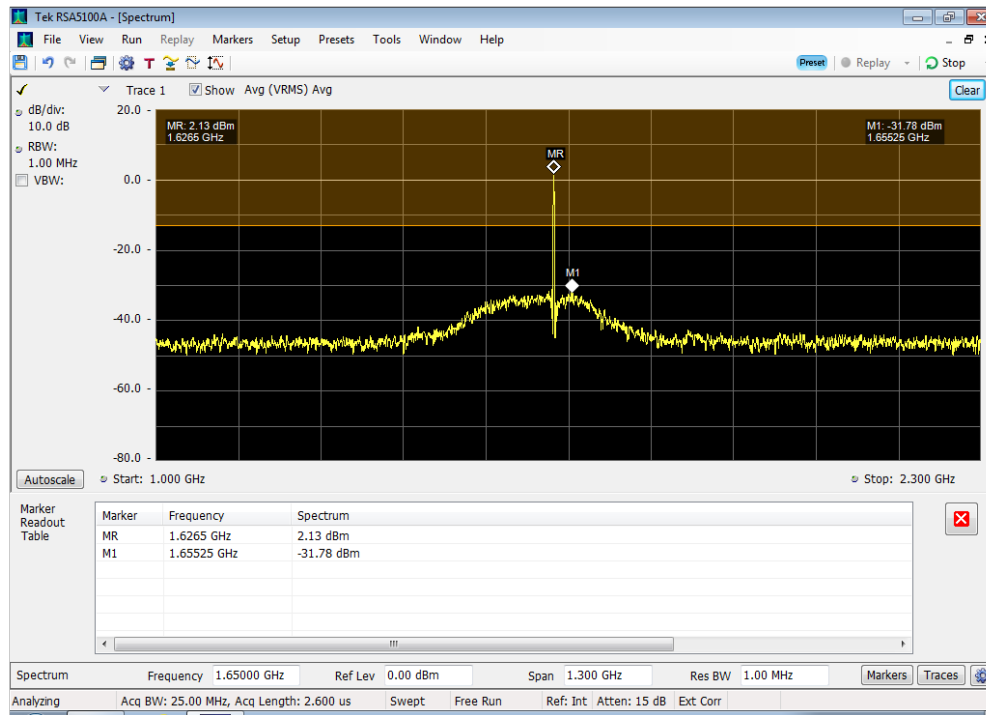 Tek RSA5100A - [Spectrum]
File View Run Replay Markers Setup Presets Tools Window Help
T Preset Replay Stop
Trace 1 Show Avg (VRMS) Avg Clear
dB/div:
10.0 dB
RBW:
1.00 MHz
VBW:
20.0
0.0
-20.0
-40.0
-60.0
-80.0
MR: 2.13 dBm
1.6265 GHz
M1: -31.78 dBm
1.65525 GHz
MR
M1
Autoscale Start: 1.000 GHz Stop: 2.300 GHz
Marker
Readout
Table
Marker Frequency Spectrum
MR 1.6265 GHz 2.13 dBm
M1 1.65525 GHz -31.78 dBm
Spectrum Frequency 1.65000 GHz Ref Lev 0.00 dBm Span 1.300 GHz Res BW 1.00 MHz Markers Traces
Analyzing Acq BW: 25.00 MHz, Acq Length: 2.600 us Swept Free Run Ref: Int Atten: 15 dB Ext Corr